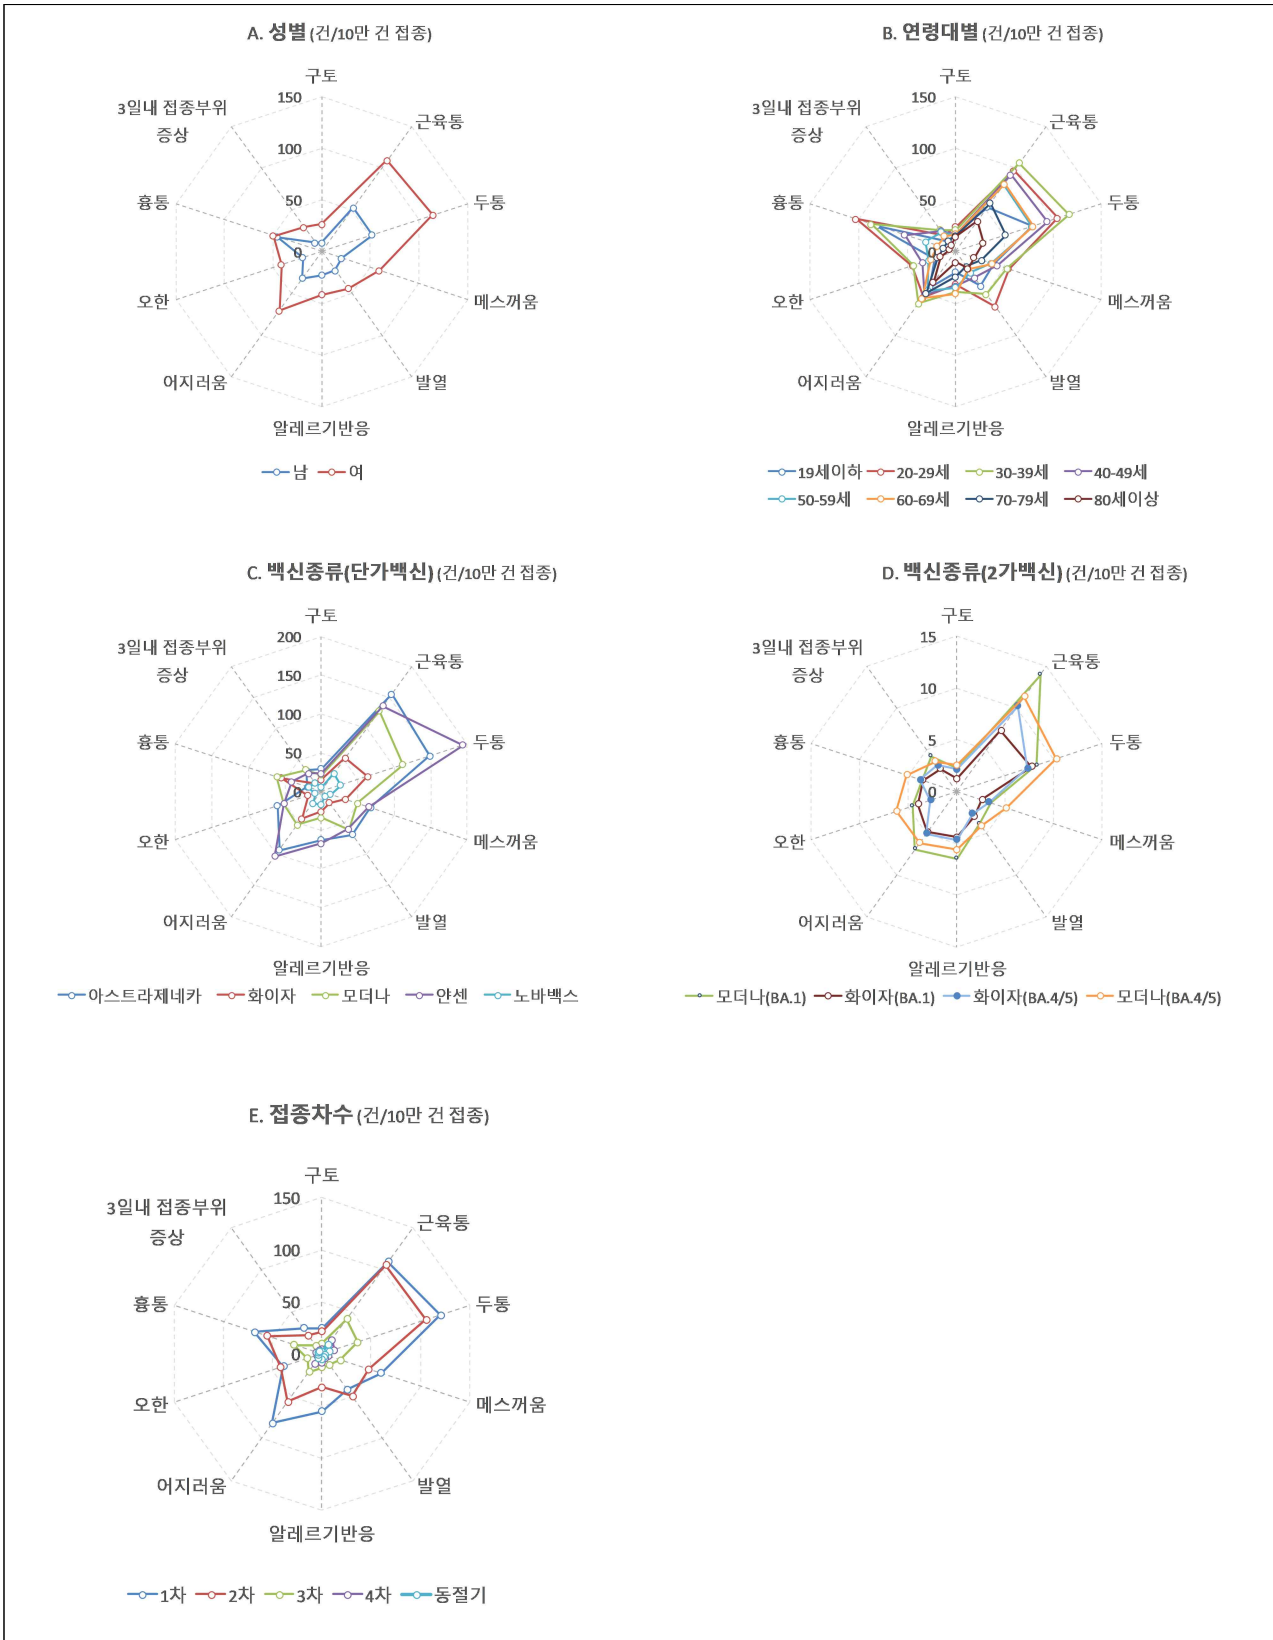 A. 성별 (건/10만 건 접종)
구토
150
3일내 접종부위
증상
근육통
100
흉통
50
두통
0
오한
메스꺼움
어지러움
발열
알레르기반응
남 여
B. 연령대별 (건/10만 건 접종)
구토
150
3일내 접종부위
증상
근육통
100
흉통
50
두통
0
오한
메스꺼움
어지러움
발열
알레르기반응
19세이하 20-29세 30-39세 40-49세
50-59세 60-69세 70-79세 80세이상
C. 백신종류(단가백신) (건/10만 건 접종)
구토
200
3일내 접종부위
증상
근육통
150
100
흉통
두통
50
0
오한
메스꺼움
어지러움
발열
알레르기반응
아스트라제네카 화이자 모더나 얀센 노바백스
D. 백신종류(2가백신) (건/10만 건 접종)
구토
15
3일내 접종부위
증상
근육통
10
흉통
5
두통
0
오한
메스꺼움
어지러움
발열
알레르기반응
모더나(BA.1) 화이자(BA.1) 화이자(BA.4/5) 모더나(BA.4/5)
E. 접종차수 (건/10만 건 접종)
구토
150
3일내 접종부위
증상
근육통
100
흉통
50
두통
0
오한
메스꺼움
어지러움
발열
알레르기반응
1차 2차 3차 4차 동절기